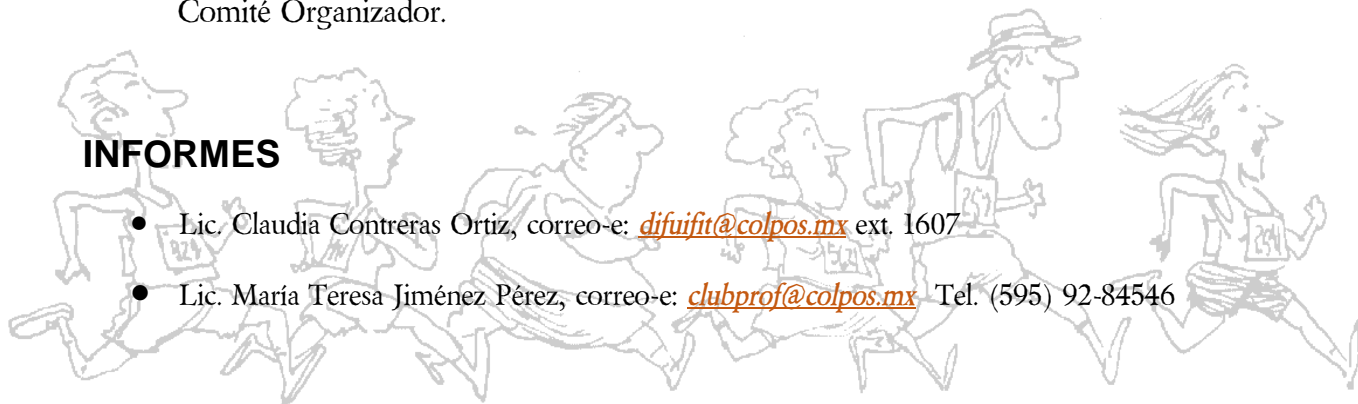 Comité Organizador.
INFORMES
● Lic. Claudia Contreras Ortiz, correo-e: difuifit@colpos.mx ext. 1607
● Lic. María Teresa Jiménez Pérez, correo-e: clubprof@colpos.mx Tel. (595) 92-84546